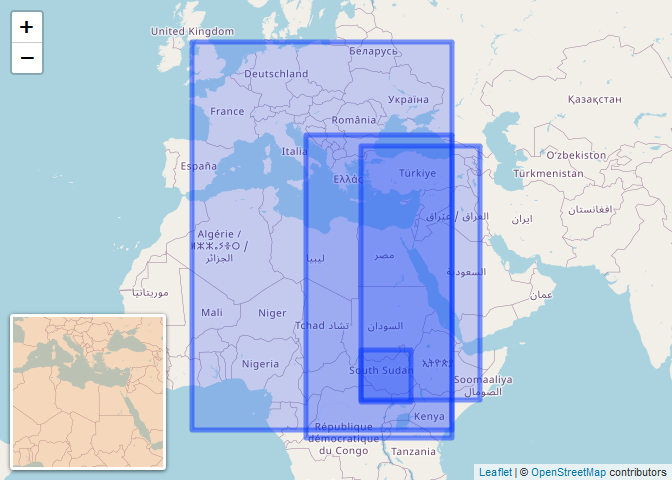 +
−
United Kingdom
Беларусь
Deutschland
Україна
Қазақстан
France
România
Italia
O‘zbekiston
España
Ελλάς
Türkiye
Türkmenistan
افغانستان
العراق / عێراق
ایران
Algérie /
ⵍⵣⵣⴰⵢⴻⵔ /
الجزائر
ليبيا
مصر
السعودية
موريتانيا
عمان
Mali
Niger
Tchad تشاد
السودان
Nigeria
South Sudan
ኢትዮጵያ
Soomaaliya
الصومال
Kenya
République
démocratique
du Congo
Tanzania
Leaflet | © OpenStreetMap contributors